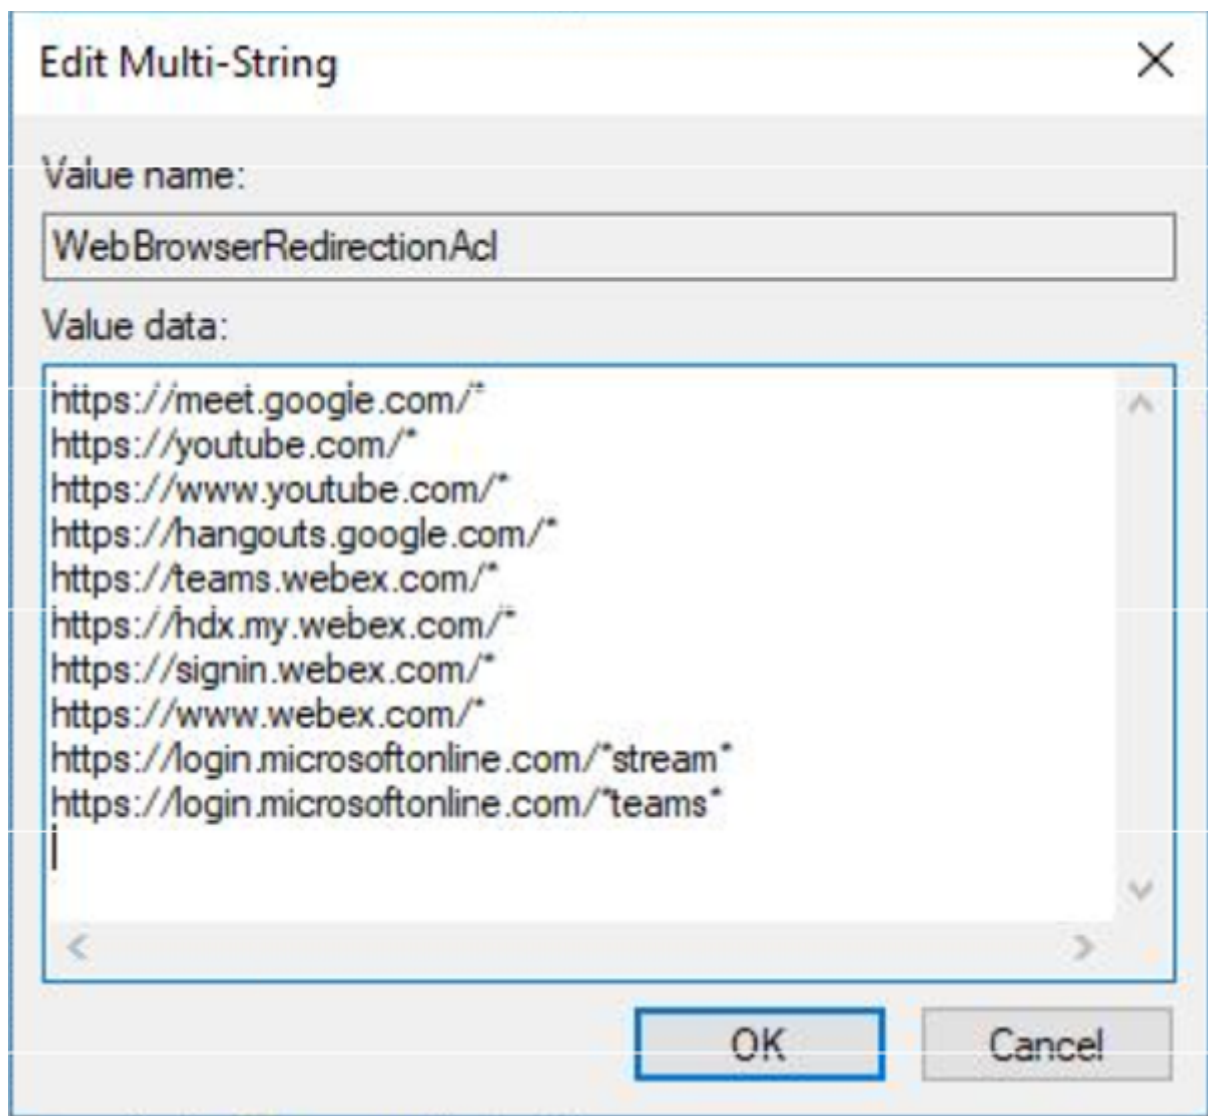 Edit Multi-String
Value name:
WebBrowserRedirectionAcl
Value data:
https://meet.google.com/*
https://youtube.com/*
https://www.youtube.com/*
https://hangouts.google.com/*
https://teams.webex.com/*
https://hdx.my.webex.com/*
https://signin.webex.com/*
https://www.webex.com/*
https://login.microsoftonline.com/*stream*
https://login.microsoftonline.com/*teams*
OK Cancel